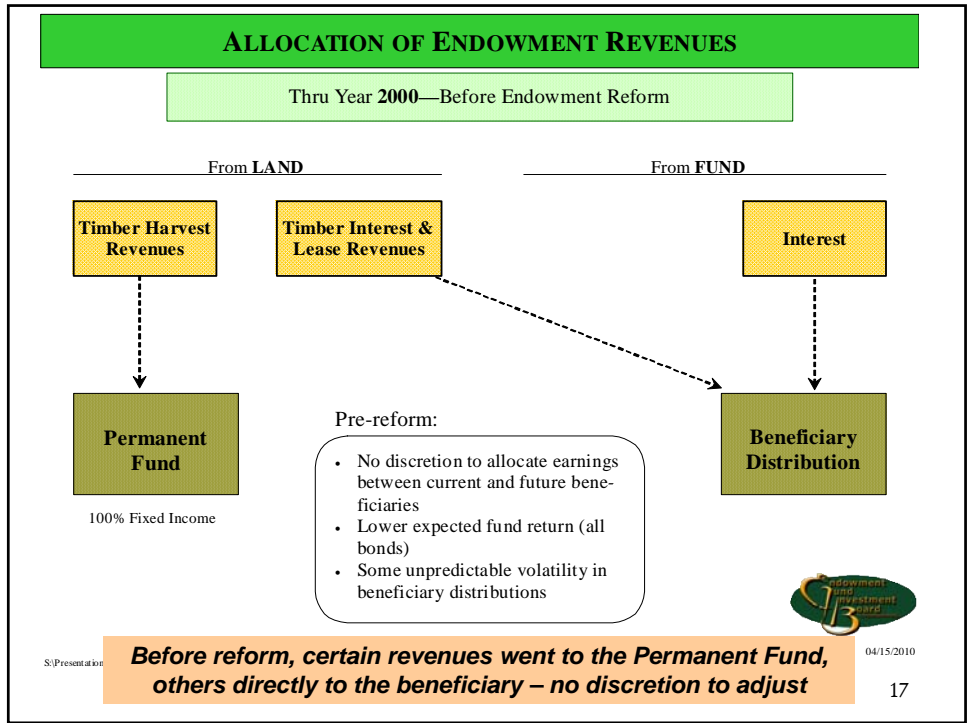 ALLOCATION OF ENDOWMENT REVENUES
Thru Year 2000—Before Endowment Reform
From LAND
From FUND
Timber Harvest
Revenues
Timber Interest &
Lease Revenues
Interest
Permanent
Fund
100% Fixed Income
Pre-reform:
• No discretion to allocate earnings
between current and future bene-
ficiaries
• Lower expected fund return (all
bonds)
• Some unpredictable volatility in
beneficiary distributions
Beneficiary
Distribution
Endowment
Fund
Investment
Board
S:\Presentation
04/15/2010
Before reform, certain revenues went to the Permanent Fund,
others directly to the beneficiary – no discretion to adjust
17